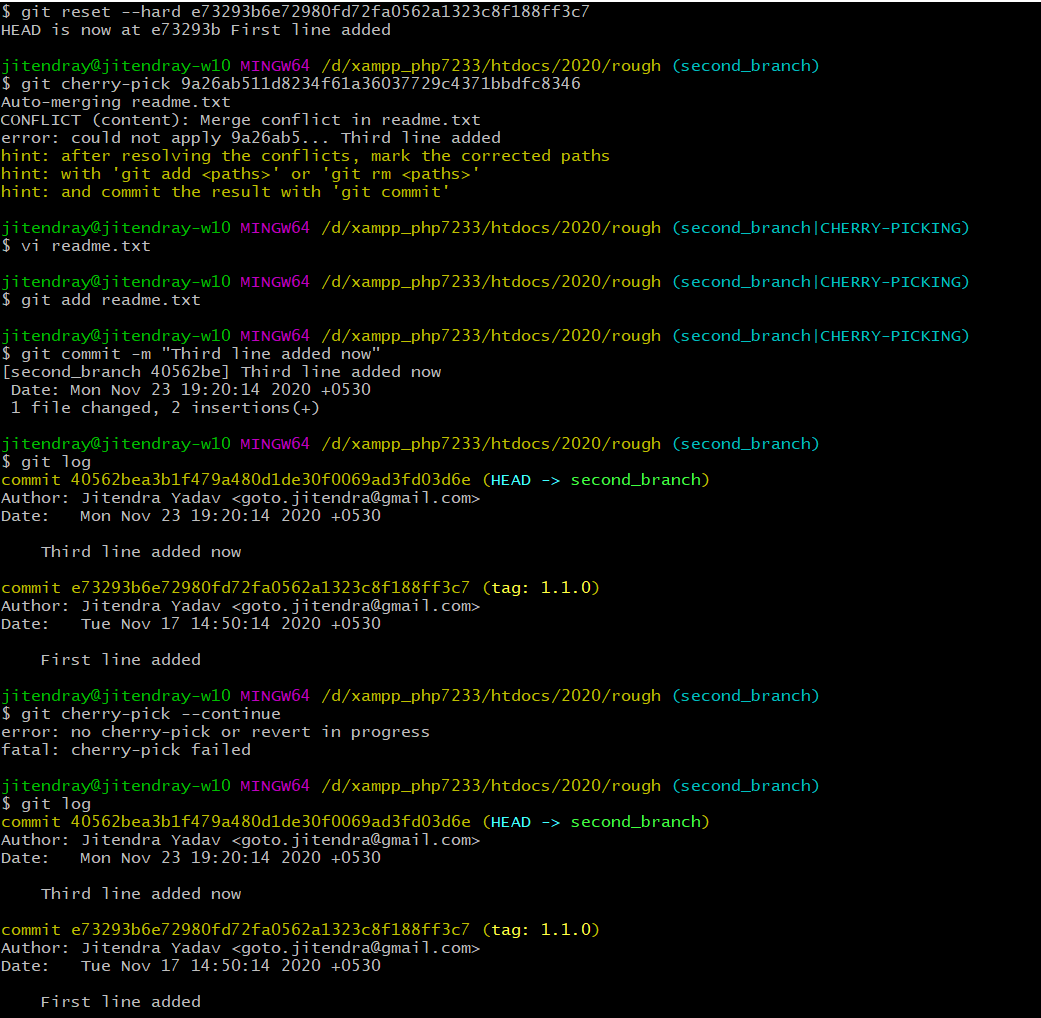 $ git reset --hard e73293b6e72980fd72fa0562a1323c8f188ff3c7
HEAD is now at e73293b First line added
jitendray@jitendray-w10 MINGW64 /d/xampp_php7233/htdocs/2020/rough (second_branch)
$ git cherry-pick 9a26ab511d8234f61a36037729c4371bbdfc8346
Auto-merging readme.txt
CONFLICT (content): Merge conflict in readme.txt
error: could not apply 9a26ab5... Third line added
hint: after resolving the conflicts, mark the corrected paths
hint: with 'git add <paths>' or 'git rm <paths>'
hint: and commit the result with 'git commit'
jitendray@jitendray-w10 MINGW64 /d/xampp_php7233/htdocs/2020/rough (second_branch|CHERRY-PICKING)
$ vi readme.txt
jitendray@jitendray-w10 MINGW64 /d/xampp_php7233/htdocs/2020/rough (second_branch|CHERRY-PICKING)
$ git add readme.txt
jitendray@jitendray-w10 MINGW64 /d/xampp_php7233/htdocs/2020/rough (second_branch|CHERRY-PICKING)
$ git commit -m "Third line added now"
[second_branch 40562be] Third line added now
Date: Mon Nov 23 19:20:14 2020 +0530
1 file changed, 2 insertions(+)
jitendray@jitendray-w10 MINGW64 /d/xampp_php7233/htdocs/2020/rough (second_branch)
$ git log
commit 40562bea3b1f479a480d1de30f0069ad3fd03d6e (HEAD -> second_branch)
Author: Jitendra Yadav <goto.jitendra@gmail.com>
Date:   Mon Nov 23 19:20:14 2020 +0530
Third line added now
commit e73293b6e72980fd72fa0562a1323c8f188ff3c7 (tag: 1.1.0)
Author: Jitendra Yadav <goto.jitendra@gmail.com>
Date:   Tue Nov 17 14:50:14 2020 +0530
First line added
jitendray@jitendray-w10 MINGW64 /d/xampp_php7233/htdocs/2020/rough (second_branch)
$ git cherry-pick --continue
error: no cherry-pick or revert in progress
fatal: cherry-pick failed
jitendray@jitendray-w10 MINGW64 /d/xampp_php7233/htdocs/2020/rough (second_branch)
$ git log
commit 40562bea3b1f479a480d1de30f0069ad3fd03d6e (HEAD -> second_branch)
Author: Jitendra Yadav <goto.jitendra@gmail.com>
Date:   Mon Nov 23 19:20:14 2020 +0530
Third line added now
commit e73293b6e72980fd72fa0562a1323c8f188ff3c7 (tag: 1.1.0)
Author: Jitendra Yadav <goto.jitendra@gmail.com>
Date:   Tue Nov 17 14:50:14 2020 +0530
First line added